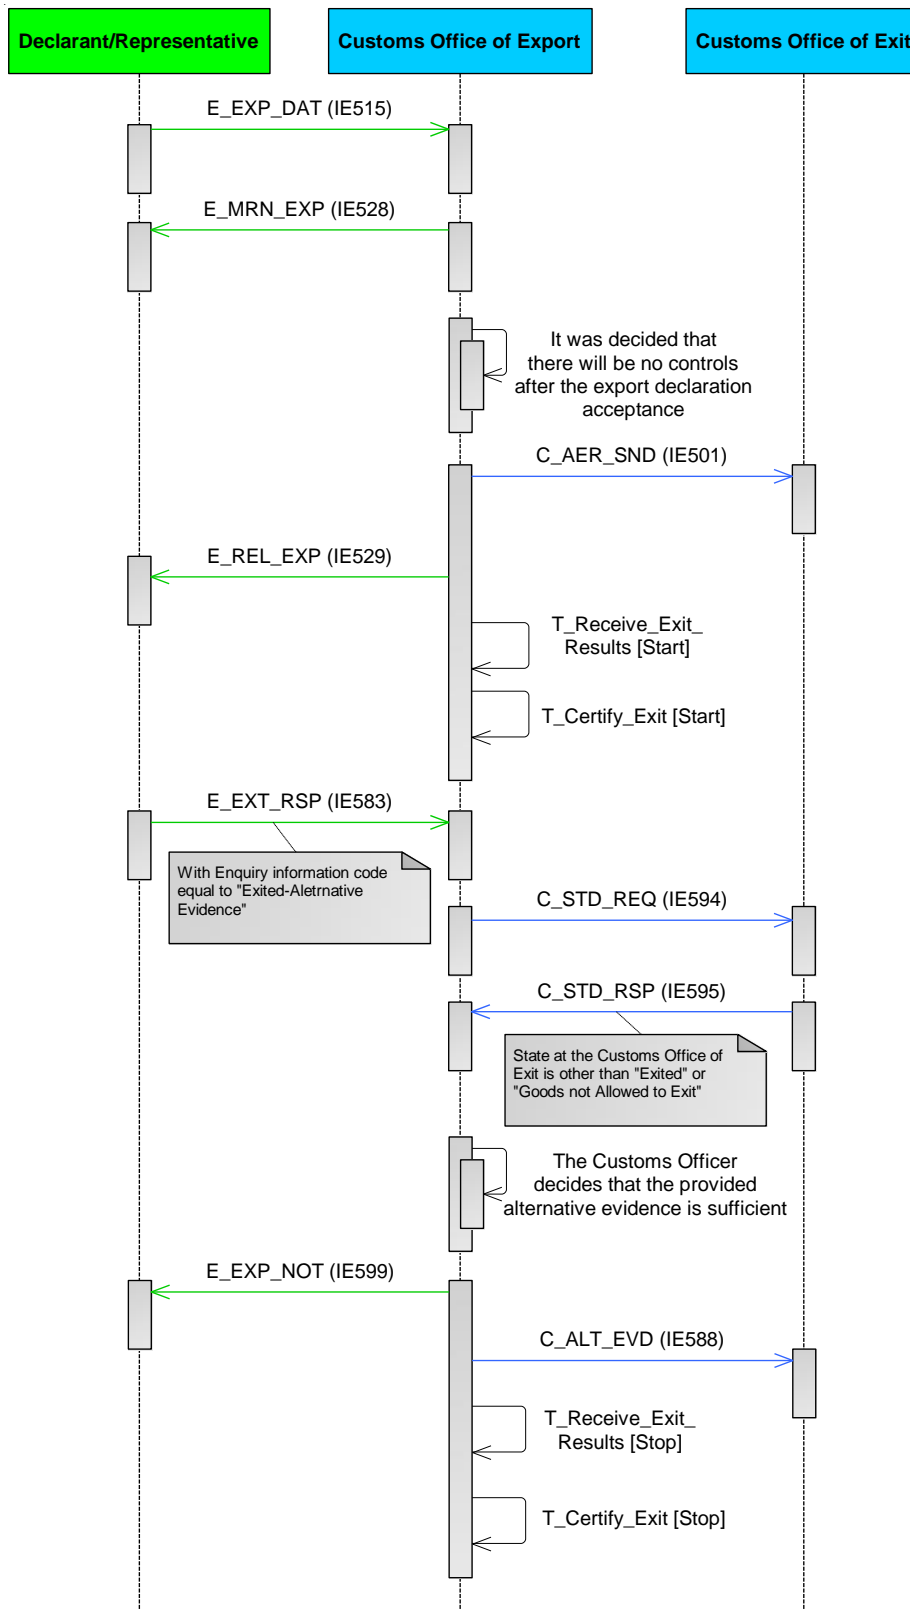 Declarant/Representative
Customs Office of Export
Customs Office of Exit
E_EXP_DAT (IE515)
E_MRN_EXP (IE528)
It was decided that
there will be no controls
after the export declaration
acceptance
C_AER_SND (IE501)
E_REL_EXP (IE529)
T_Receive_Exit_
Results [Start]
T_Certify_Exit [Start]
E_EXT_RSP (IE583)
With Enquiry information code
equal to "Exited-Aletrnative
Evidence"
C_STD_REQ (IE594)
C_STD_RSP (IE595)
State at the Customs Office of
Exit is other than "Exited" or
"Goods not Allowed to Exit"
The Customs Officer
decides that the provided
alternative evidence is sufficient
E_EXP_NOT (IE599)
C_ALT_EVD (IE588)
T_Receive_Exit_
Results [Stop]
T_Certify_Exit [Stop]